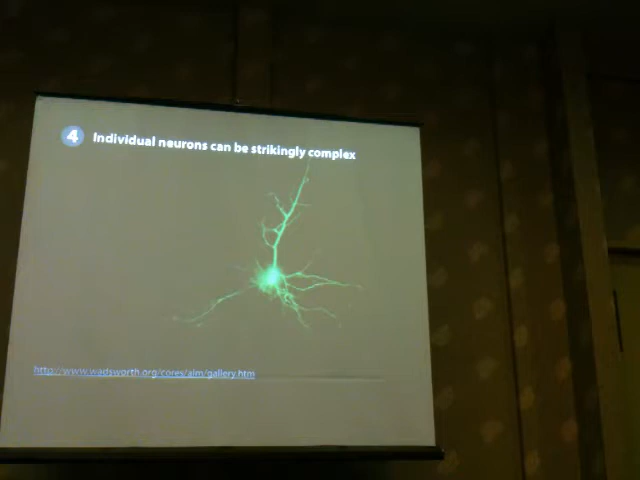 4 Individual neurons can be strikingly complex
http://www.wadsworth.org/cores/alm/gallery.htm